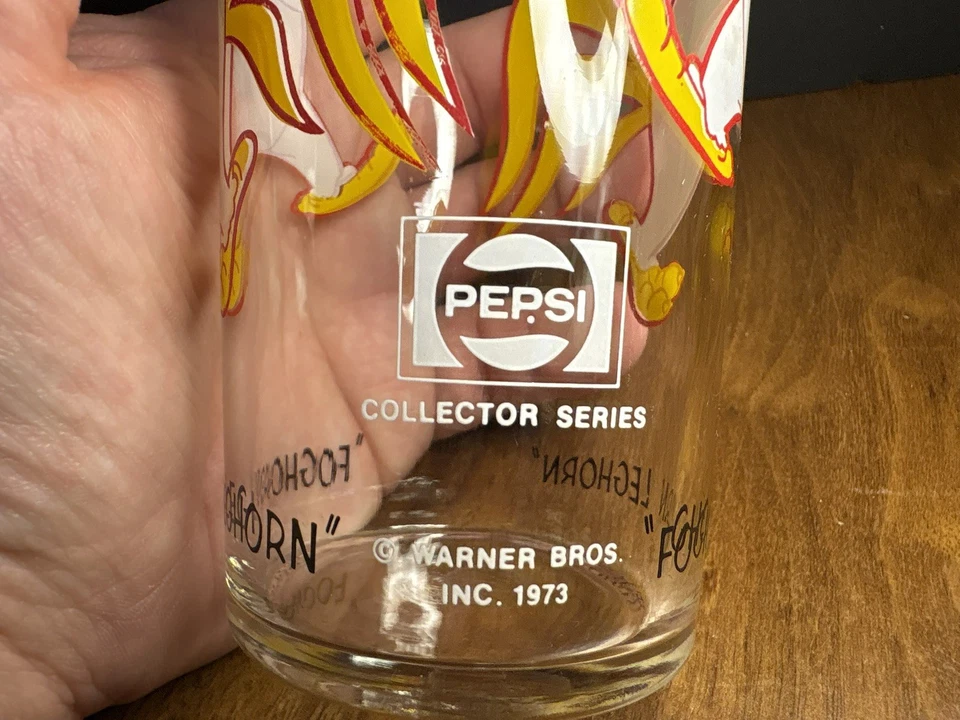 PEPSI
COLLECTOR SERIES
"FOGHORN
LEGHORN"
© WARNER BROS.
INC. 1973